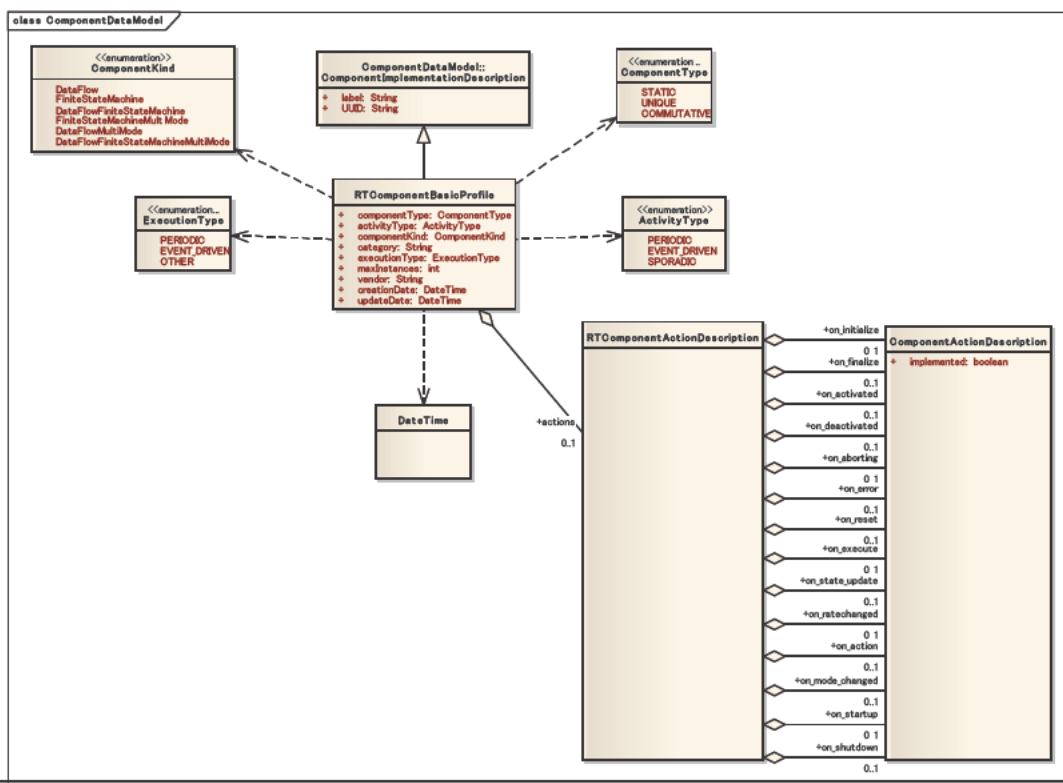 class ComponentDataModel
<<enumeration>>
ComponentKind
DataFlow
FiniteStateMachine
DataFlowFiniteStateMachine
FiniteStateMachineMult Mode
DataFlowMultiMode
DataFlowFiniteStateMachineMultiMode
ComponentDataModel::
ComponentImplementationDescription
+ label: String
+ UUID: String
<<enumeration ..
ComponentType
STATIC
UNIQUE
COMMUTATIVE
<<enumeration...
ExecutionType
PERIODIC
EVENT_DRIVEN
OTHER
RTComponentBasicProfile
+ componentType: ComponentType
+ activityType: ActivityType
+ componentKind: ComponentKind
+ category: String
+ executionType: ExecutionType
+ maxInstances: int
+ vendor: String
+ creationDate: DateTime
+ updateDate: DateTime
<<enumeration>>
ActivityType
PERIODIC
EVENT_DRIVEN
SPORADIC
DateTime
+actions
0..1
RTComponentActionDescription
+on_initialize
0 1
+on_finalize
0..1
+on_activated
0..1
+on_deactivated
0..1
+on_aborting
0 1
+on_error
0..1
+on_reset
0..1
+on_execute
0 1
+on_state_update
0..1
+on_ratechanged
0 1
+on_action
0..1
+on_mode_changed
0..1
+on_startup
0 1
+on_shutdown
0..1
ComponentActionDescription
+ implemented: boolean